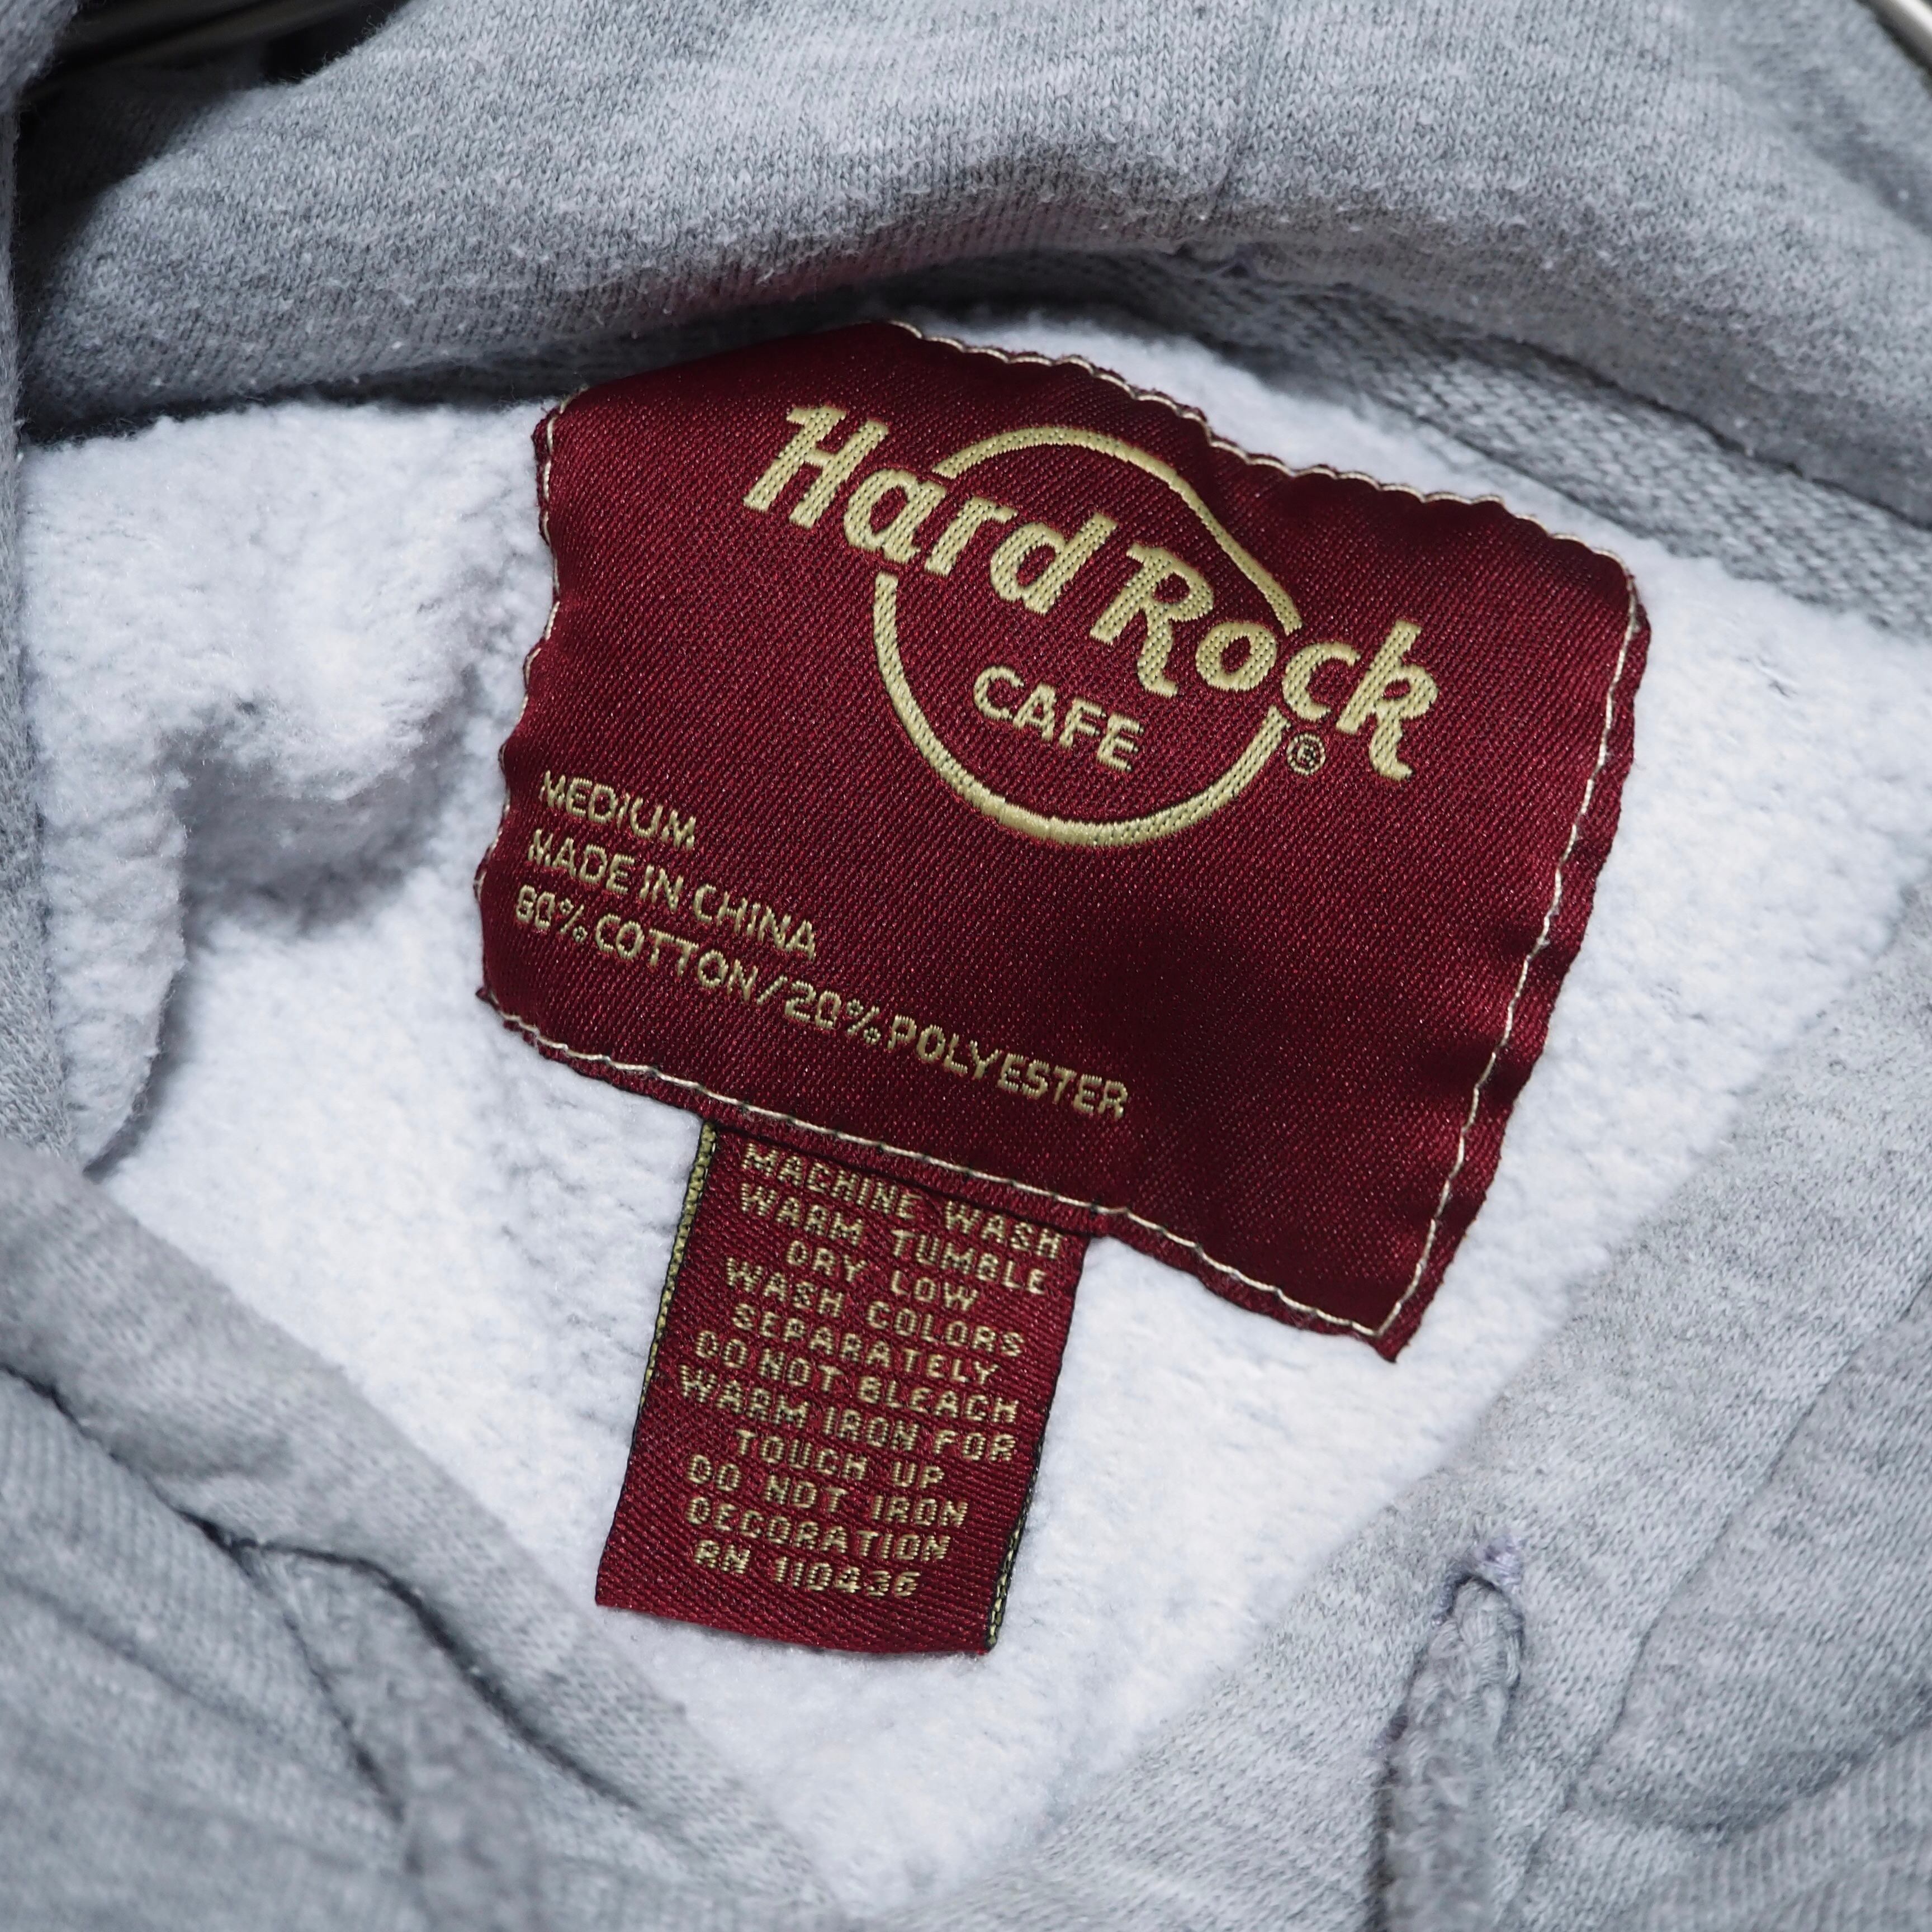 Hard Rock
CAFE
®
MEDIUM
MADE IN CHINA
80% COTTON/20% POLYESTER
MACHINE WASH
WARM TUMBLE
DRY LOW
WASH COLORS
SEPARATELY
DO NOT BLEACH
WARM IRON FOR
TOUCH UP
DO NOT IRON
DECORATION
RN 110436